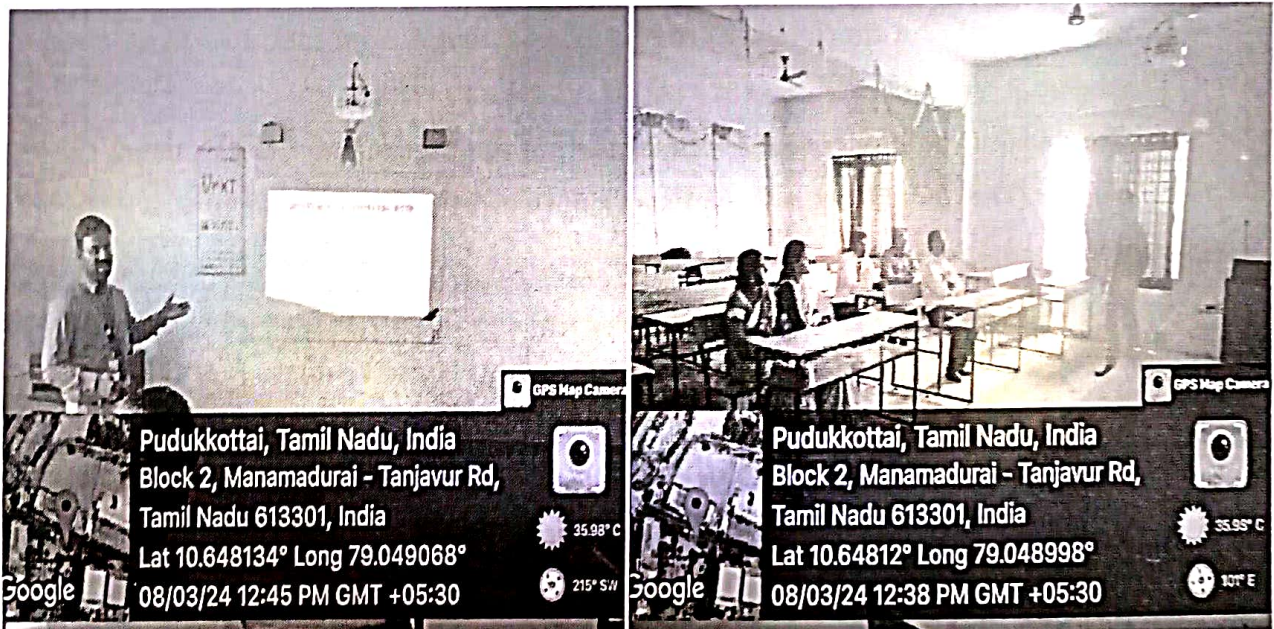 GPS Map Camera
Pudukkottai, Tamil Nadu, India
Block 2, Manamadurai - Tanjavur Rd,
Tamil Nadu 613301, India
Lat 10.648134° Long 79.049068°
08/03/24 12:45 PM GMT +05:30
35.98° C
215° SW
Google
GPS Map Camera
Pudukkottai, Tamil Nadu, India
Block 2, Manamadurai - Tanjavur Rd,
Tamil Nadu 613301, India
Lat 10.64812° Long 79.048998°
08/03/24 12:38 PM GMT +05:30
35.98° C
101° E
Google